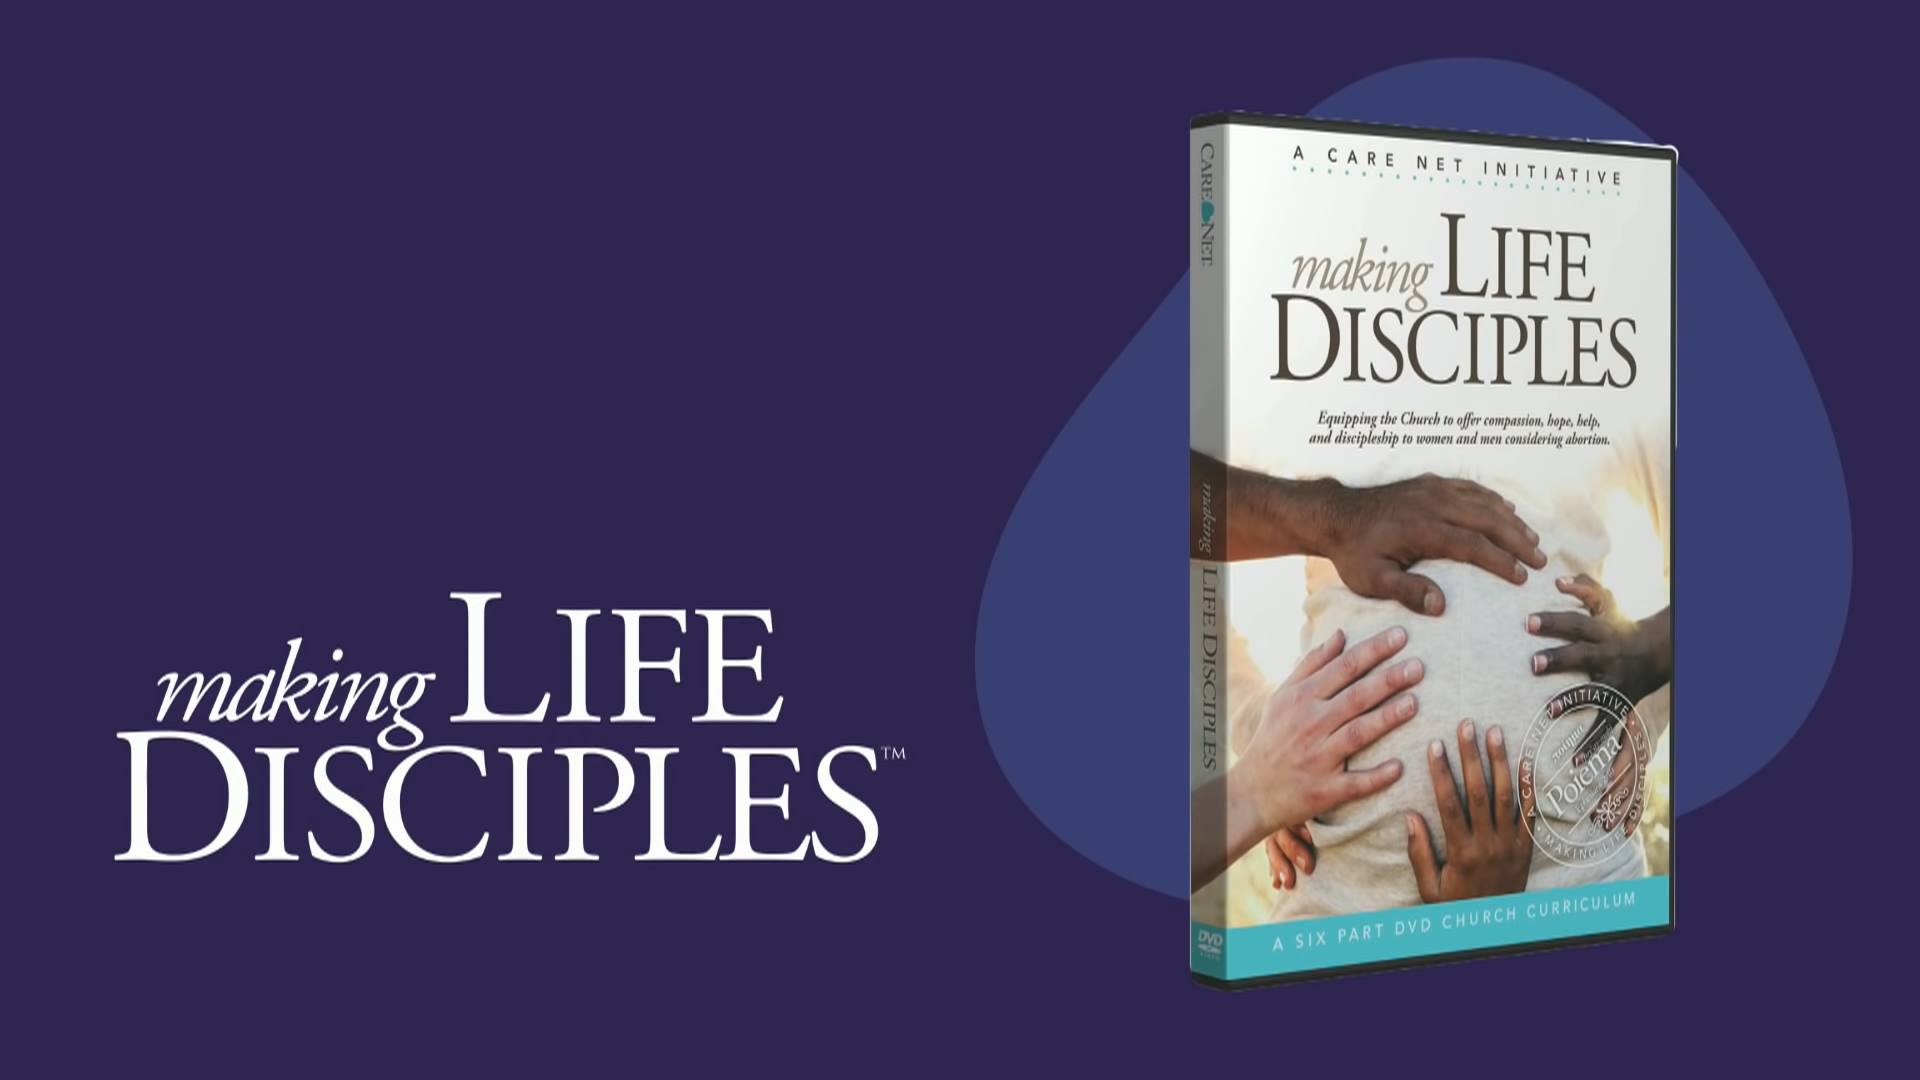 making LIFE
DISCIPLES™
A CARE NET INITIATIVE
making LIFE
DISCIPLES
Equipping the Church to offer compassion, hope, help,
and discipleship to women and men considering abortion.
A CARE NET INITIATIVE • MAKING LIFE DISCIPLES •
Poiema
A SIX PART DVD CHURCH CURRICULUM
CARE NET
making LIFE DISCIPLES
DVD
VIDEO